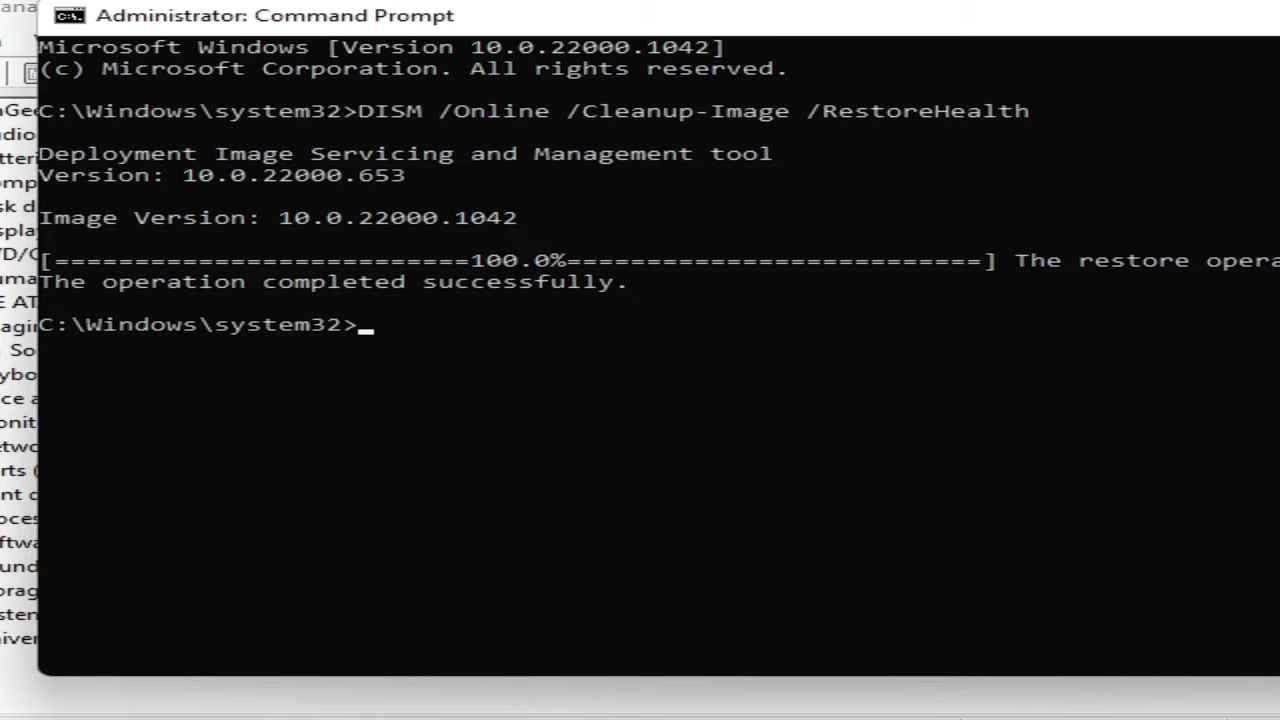 Administrator: Command Prompt
Microsoft Windows [Version 10.0.22000.1042]
(c) Microsoft Corporation. All rights reserved.
C:\Windows\system32>DISM /Online /Cleanup-Image /RestoreHealth
Deployment Image Servicing and Management tool
Version: 10.0.22000.653
Image Version: 10.0.22000.1042
[==========================100.0%==========================] The restore opera
The operation completed successfully.
C:\Windows\system32>